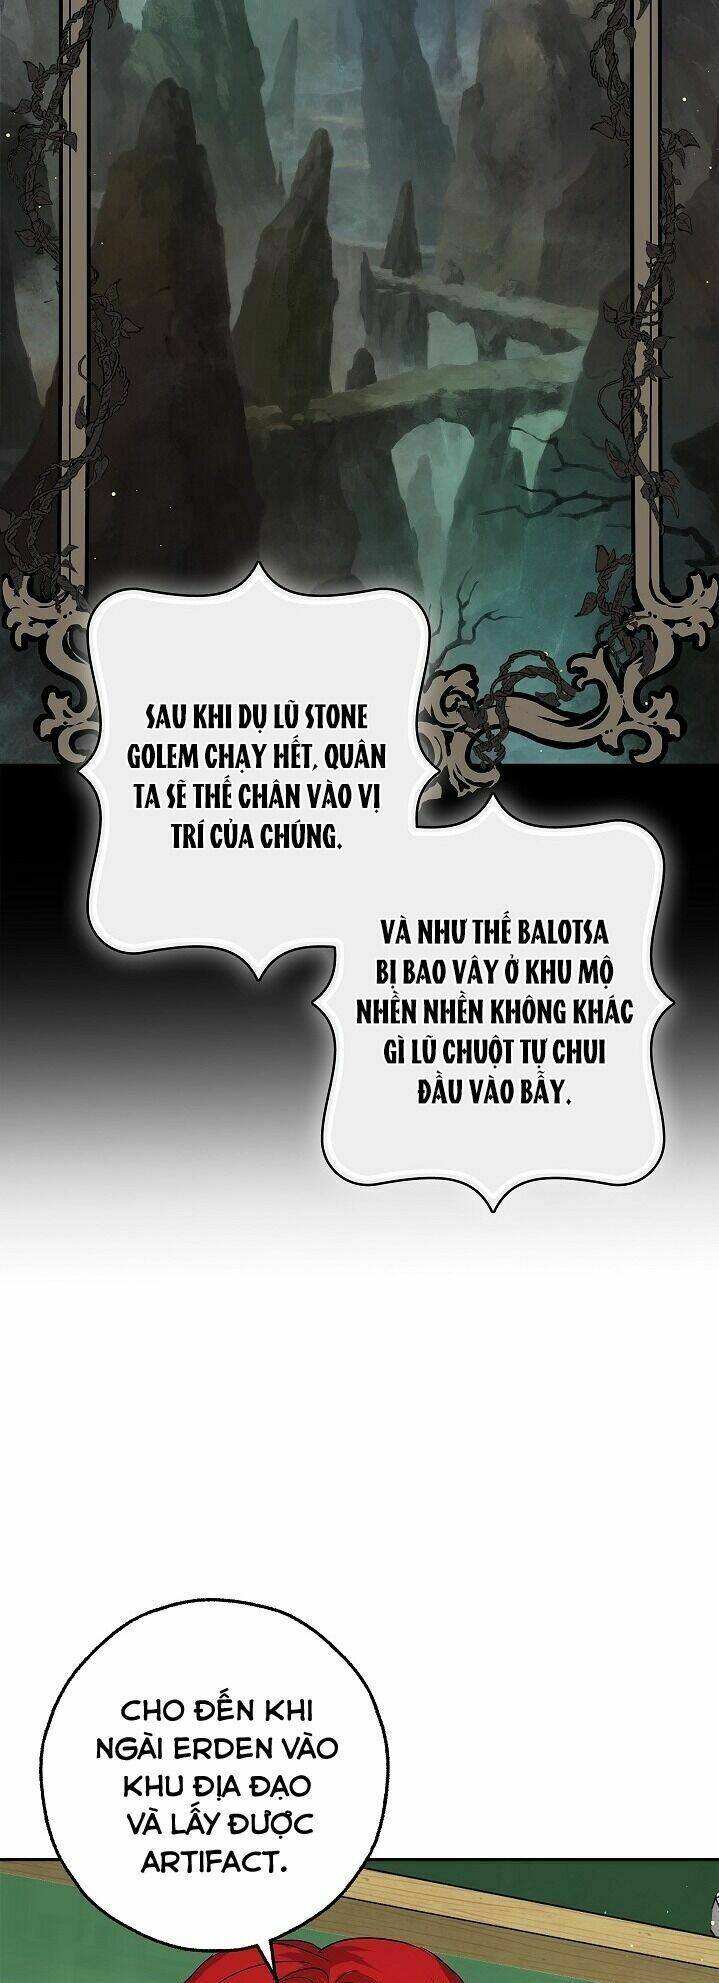 SAU KHI DỤ LŨ STONE
GOLEM CHẠY HẾT, QUÂN
TA SẼ THẾ CHÂN VÀO VỊ
TRÍ CỦA CHÚNG.
VÀ NHƯ THẾ BALOTSA
BỊ BAO VÂY Ở KHU MỘ
NHỀN NHỀN KHÔNG KHÁC
GÌ LŨ CHUỘT TỰ CHUI
ĐẦU VÀO BẪY.
CHO ĐẾN KHI
NGÀI ERDEN VÀO
KHU ĐỊA ĐẠO
VÀ LẤY ĐƯỢC
ARTIFACT.